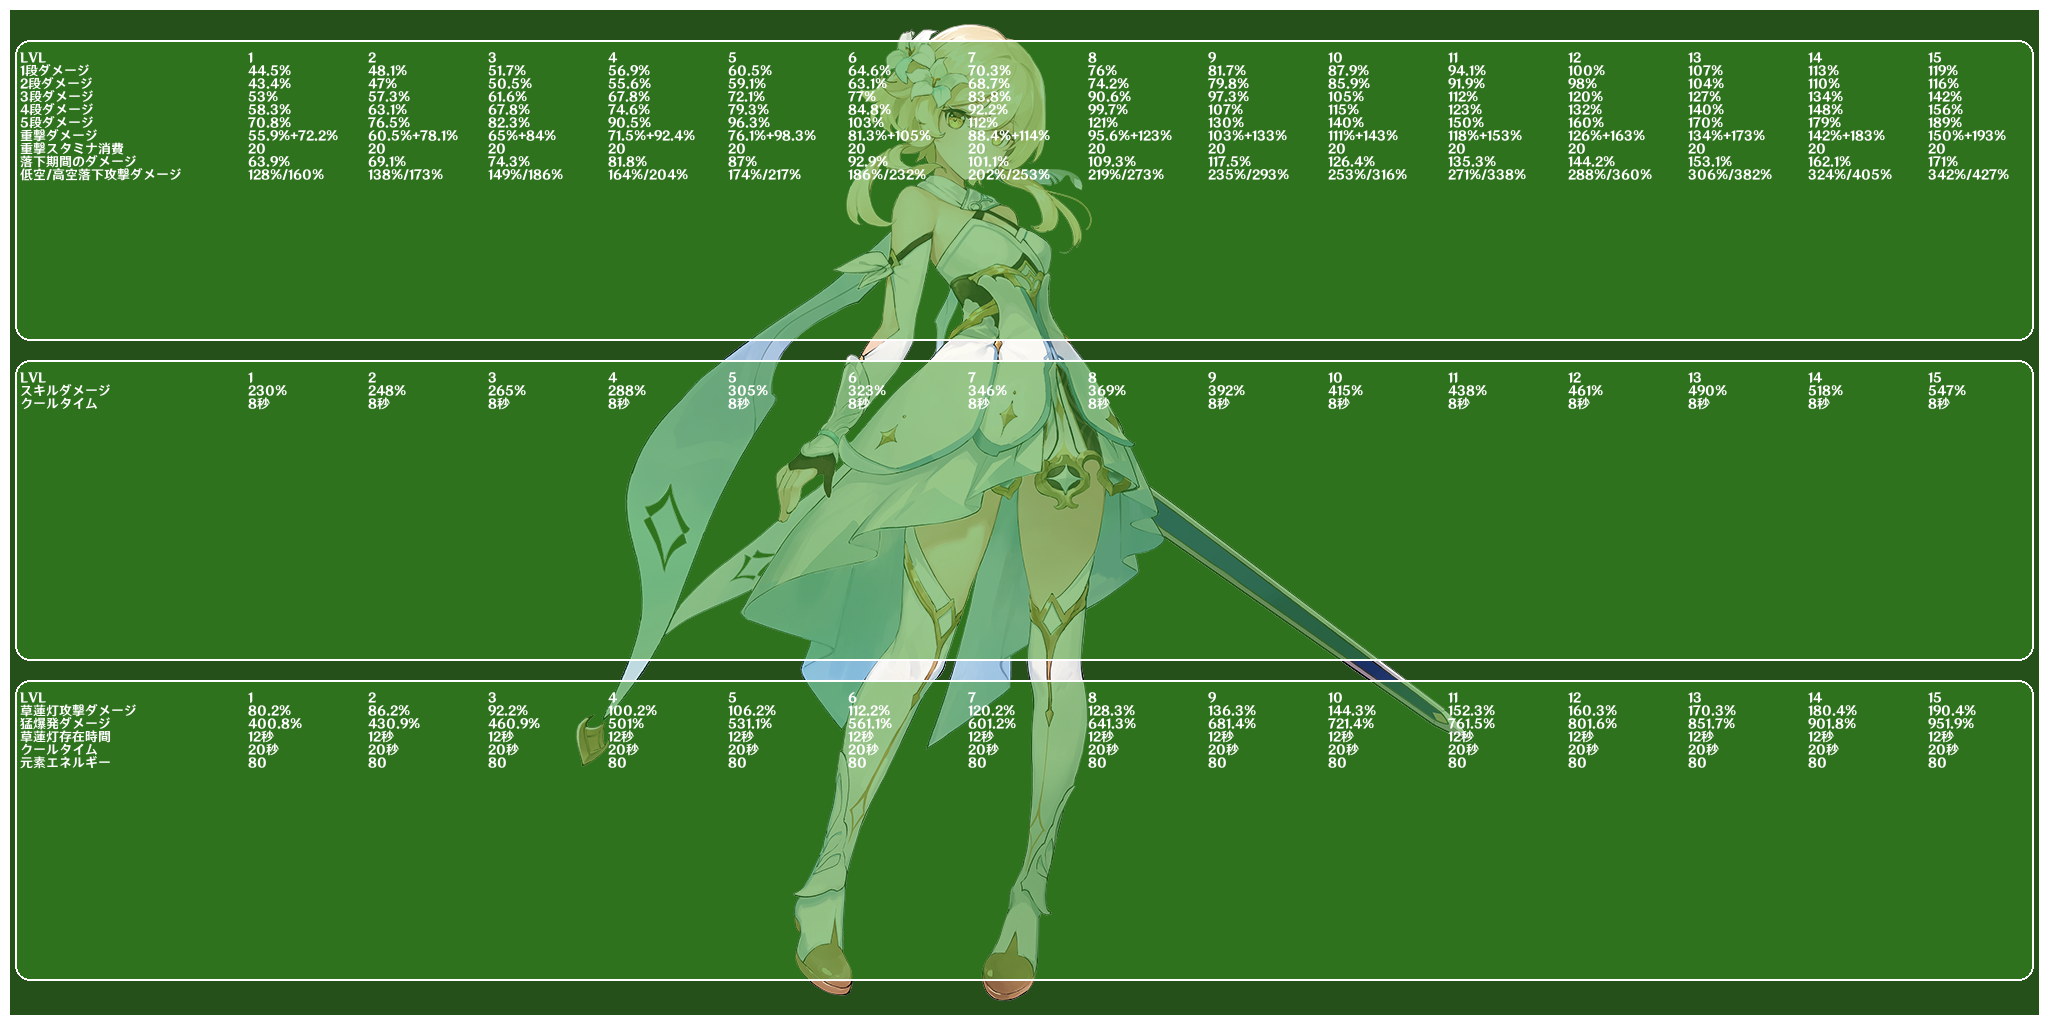 LVL 1 2 3 4 5 6 7 8 9 10 11 12 13 14 15
1段ダメージ 44.5% 48.1% 51.7% 56.9% 60.5% 64.6% 70.3% 76% 81.7% 87.9% 94.1% 100% 107% 113% 119%
2段ダメージ 43.4% 47% 50.5% 55.6% 59.1% 63.1% 68.7% 74.2% 79.8% 85.9% 91.9% 98% 104% 110% 116%
3段ダメージ 53% 57.3% 61.6% 67.8% 72.1% 77% 83.8% 90.6% 97.3% 105% 112% 120% 127% 134% 142%
4段ダメージ 58.3% 63.1% 67.8% 74.6% 79.3% 84.8% 92.2% 99.7% 107% 115% 123% 132% 140% 148% 156%
5段ダメージ 70.8% 76.5% 82.3% 90.5% 96.3% 103% 112% 121% 130% 140% 150% 160% 170% 179% 189%
重撃ダメージ 55.9%+72.2% 60.5%+78.1% 65%+84% 71.5%+92.4% 76.1%+98.3% 81.3%+105% 88.4%+114% 95.6%+123% 103%+133% 111%+143% 118%+153% 126%+163% 134%+173% 142%+183% 150%+193%
重撃スタミナ消費 20 20 20 20 20 20 20 20 20 20 20 20 20 20 20
落下期間のダメージ 63.9% 69.1% 74.3% 81.8% 87% 92.9% 101.1% 109.3% 117.5% 126.4% 135.3% 144.2% 153.1% 162.1% 171%
低空/高空落下攻撃ダメージ 128%/160% 138%/173% 149%/186% 164%/204% 174%/217% 186%/232% 202%/253% 219%/273% 235%/293% 253%/316% 271%/338% 288%/360% 306%/382% 324%/405% 342%/427%
LVL 1 2 3 4 5 6 7 8 9 10 11 12 13 14 15
スキルダメージ 230% 248% 265% 288% 305% 323% 346% 369% 392% 415% 438% 461% 490% 518% 547%
クールタイム 8秒 8秒 8秒 8秒 8秒 8秒 8秒 8秒 8秒 8秒 8秒 8秒 8秒 8秒 8秒
LVL 1 2 3 4 5 6 7 8 9 10 11 12 13 14 15
草蓮灯攻撃ダメージ 80.2% 86.2% 92.2% 100.2% 106.2% 112.2% 120.2% 128.3% 136.3% 144.3% 152.3% 160.3% 170.3% 180.4% 190.4%
猛爆発ダメージ 400.8% 430.9% 460.9% 501% 531.1% 561.1% 601.2% 641.3% 681.4% 721.4% 761.5% 801.6% 851.7% 901.8% 951.9%
草蓮灯存在時間 12秒 12秒 12秒 12秒 12秒 12秒 12秒 12秒 12秒 12秒 12秒 12秒 12秒 12秒 12秒
クールタイム 20秒 20秒 20秒 20秒 20秒 20秒 20秒 20秒 20秒 20秒 20秒 20秒 20秒 20秒 20秒
元素エネルギー 80 80 80 80 80 80 80 80 80 80 80 80 80 80 80